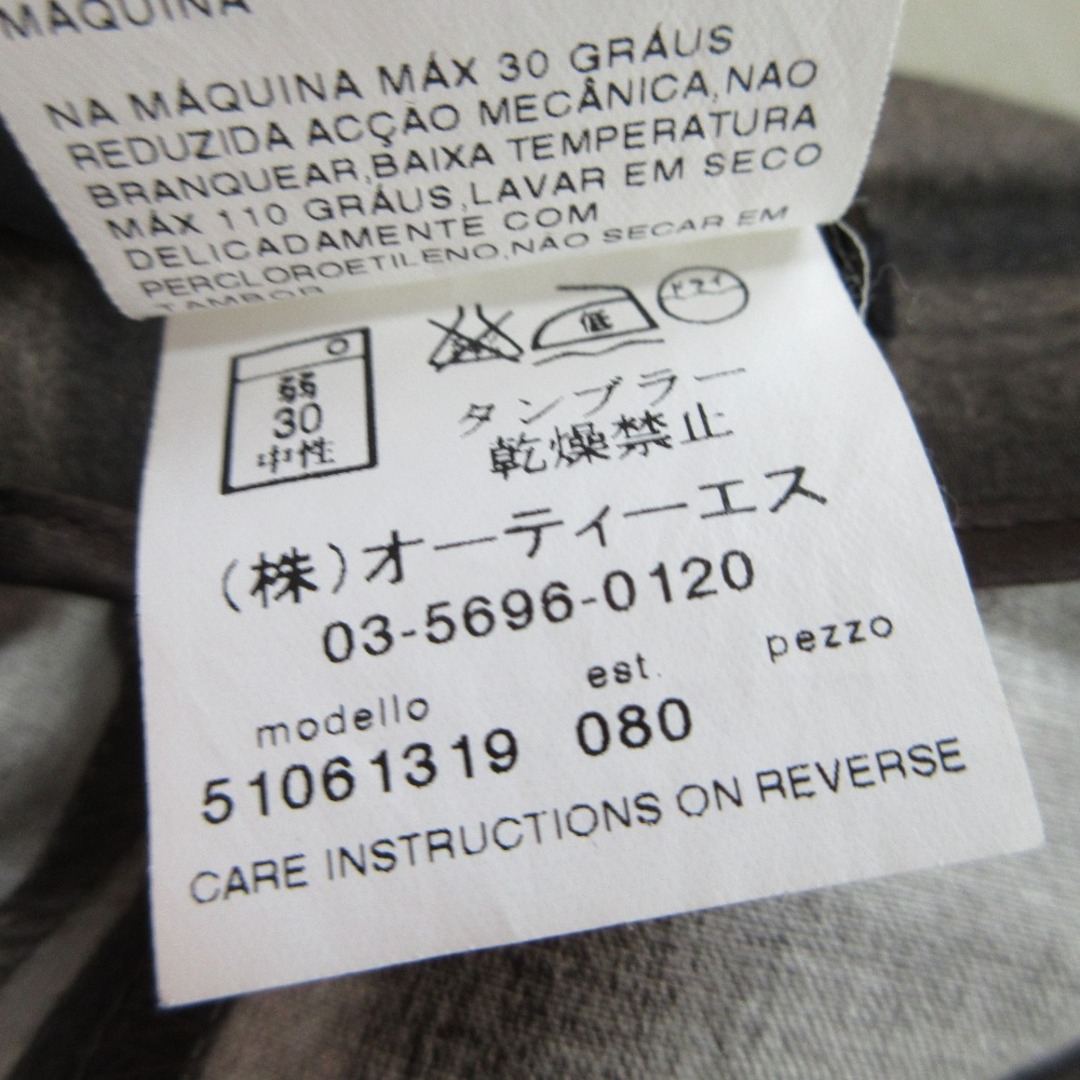 MAQUINA
NA MÁQUINA MÁX 30 GRÁUS
REDUZIDA ACÇÃO MECÂNICA,NAO
BRANQUEAR,BAIXA TEMPERATURA
MÁX 110 GRÁUS,LAVAR EM SECO
DELICADAMENTE COM
PERCLOROETILENO,NAO SECAR EM
TAMBOR
弱
30
中性
低
ドライ
タンブラー
乾燥禁止
(株)オーティーエス
03-5696-0120
modello est. pezzo
51061319 080
CARE INSTRUCTIONS ON REVERSE